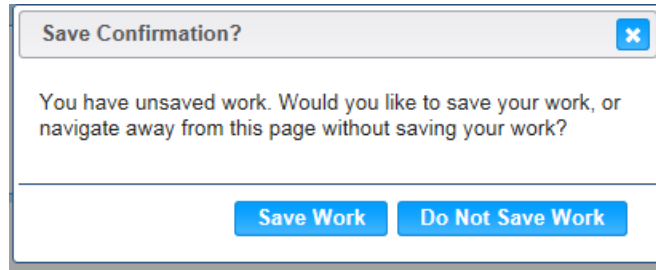 Save Confirmation?
You have unsaved work. Would you like to save your work, or
navigate away from this page without saving your work?
Save Work Do Not Save Work